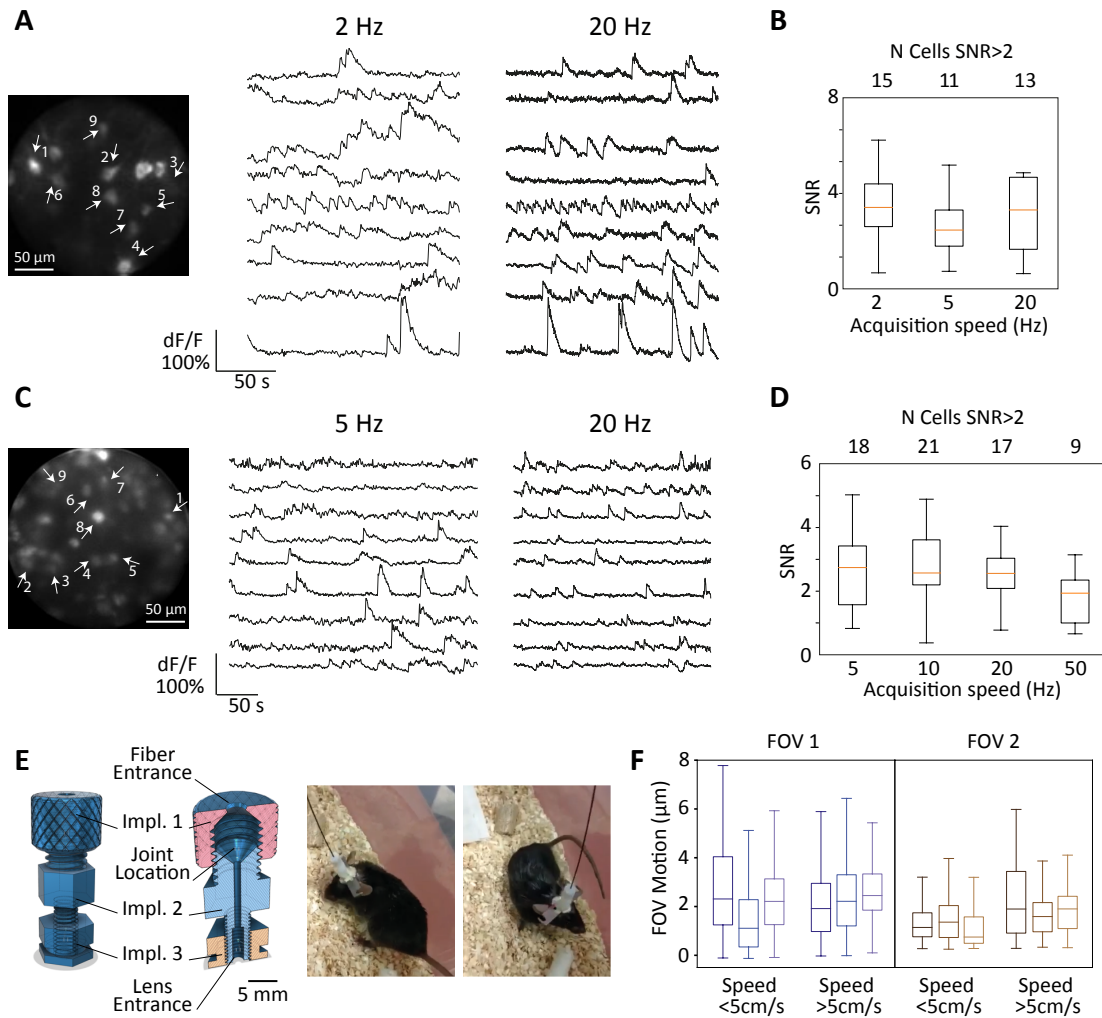 A
2 Hz
20 Hz
9
1
2
3
6
8
5
7
4
50 µm
dF/F
100%
50 s
B
N Cells SNR>2
15 11 13
8
4
0
SNR
2 5 20
Acquisition speed (Hz)
C
5 Hz
20 Hz
9
7
6
1
8
2
3
4
5
50 µm
dF/F
100%
50 s
D
N Cells SNR>2
18 21 17 9
6
4
2
0
SNR
5 10 20 50
Acquisition speed (Hz)
E
Fiber
Entrance
Impl. 1
Joint
Location
Impl. 2
Impl. 3
Lens
Entrance
5 mm
F
FOV 1
FOV 2
8
6
4
2
0
FOV Motion (µm)
Speed
<5cm/s
Speed
>5cm/s
Speed
<5cm/s
Speed
>5cm/s